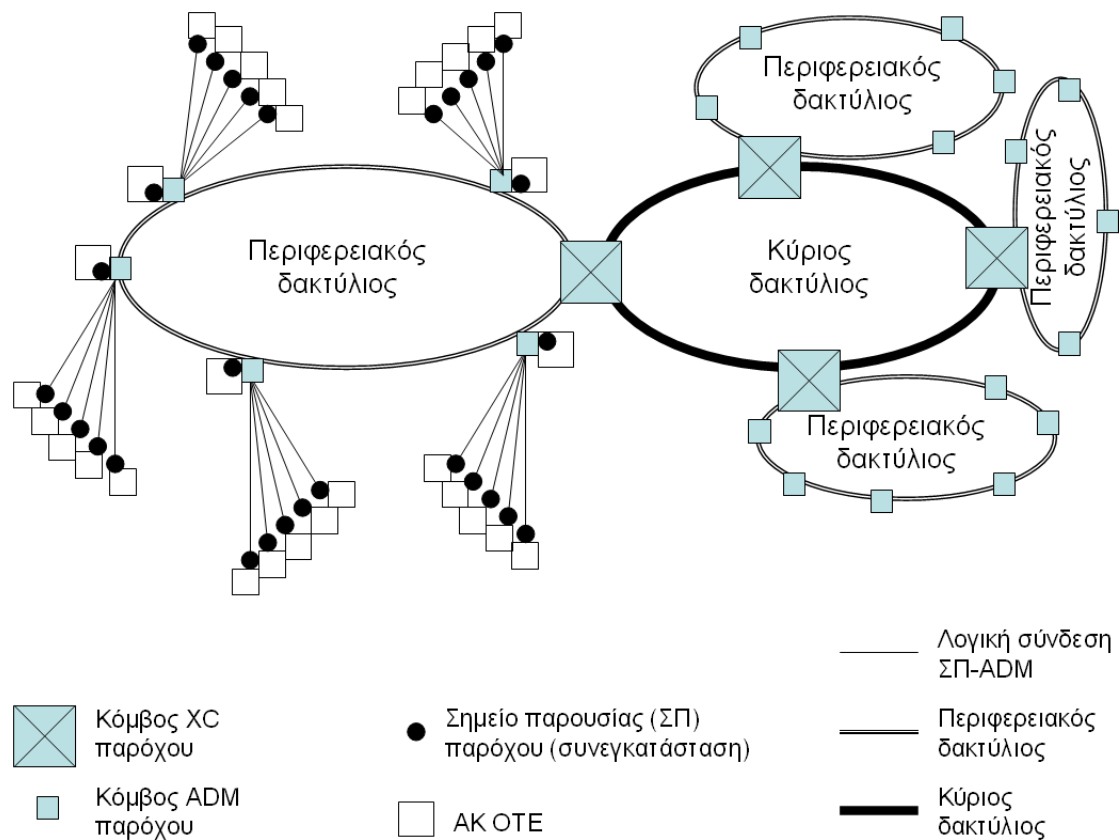 Περιφερειακός
δακτύλιος
Περιφερειακός
δακτύλιος
Κύριος
δακτύλιος
Περιφερειακός
δακτύλιος
Περιφερειακός
δακτύλιος
Κόμβος XC
παρόχου
Κόμβος ADM
παρόχου
Σημείο παρουσίας (ΣΠ)
παρόχου (συνεγκατάσταση)
ΑΚ ΟΤΕ
Λογική σύνδεση
ΣΠ-ADM
Περιφερειακός
δακτύλιος
Κύριος
δακτύλιος